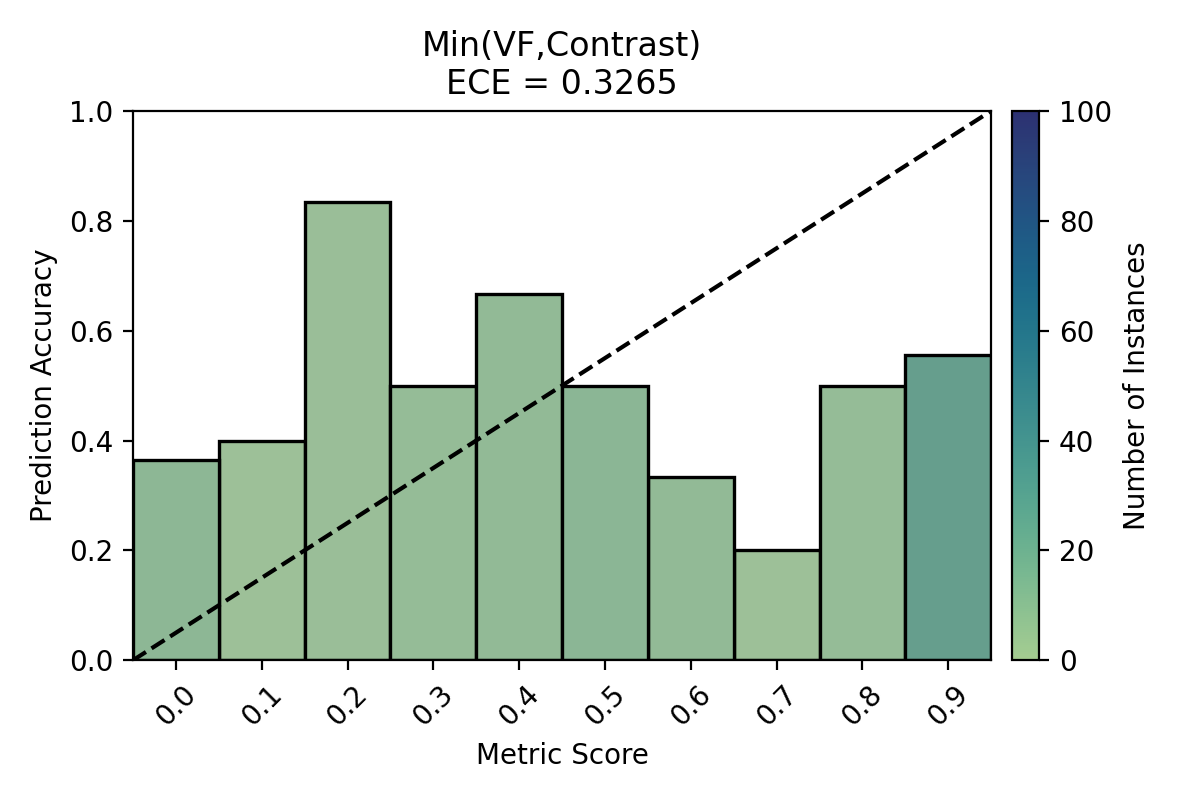 Min(VF,Contrast)
ECE = 0.3265
Prediction Accuracy
1.0
0.8
0.6
0.4
0.2
0.0
0.0 0.1 0.2 0.3 0.4 0.5 0.6 0.7 0.8 0.9
Metric Score
100
80
60
40
20
0
Number of Instances